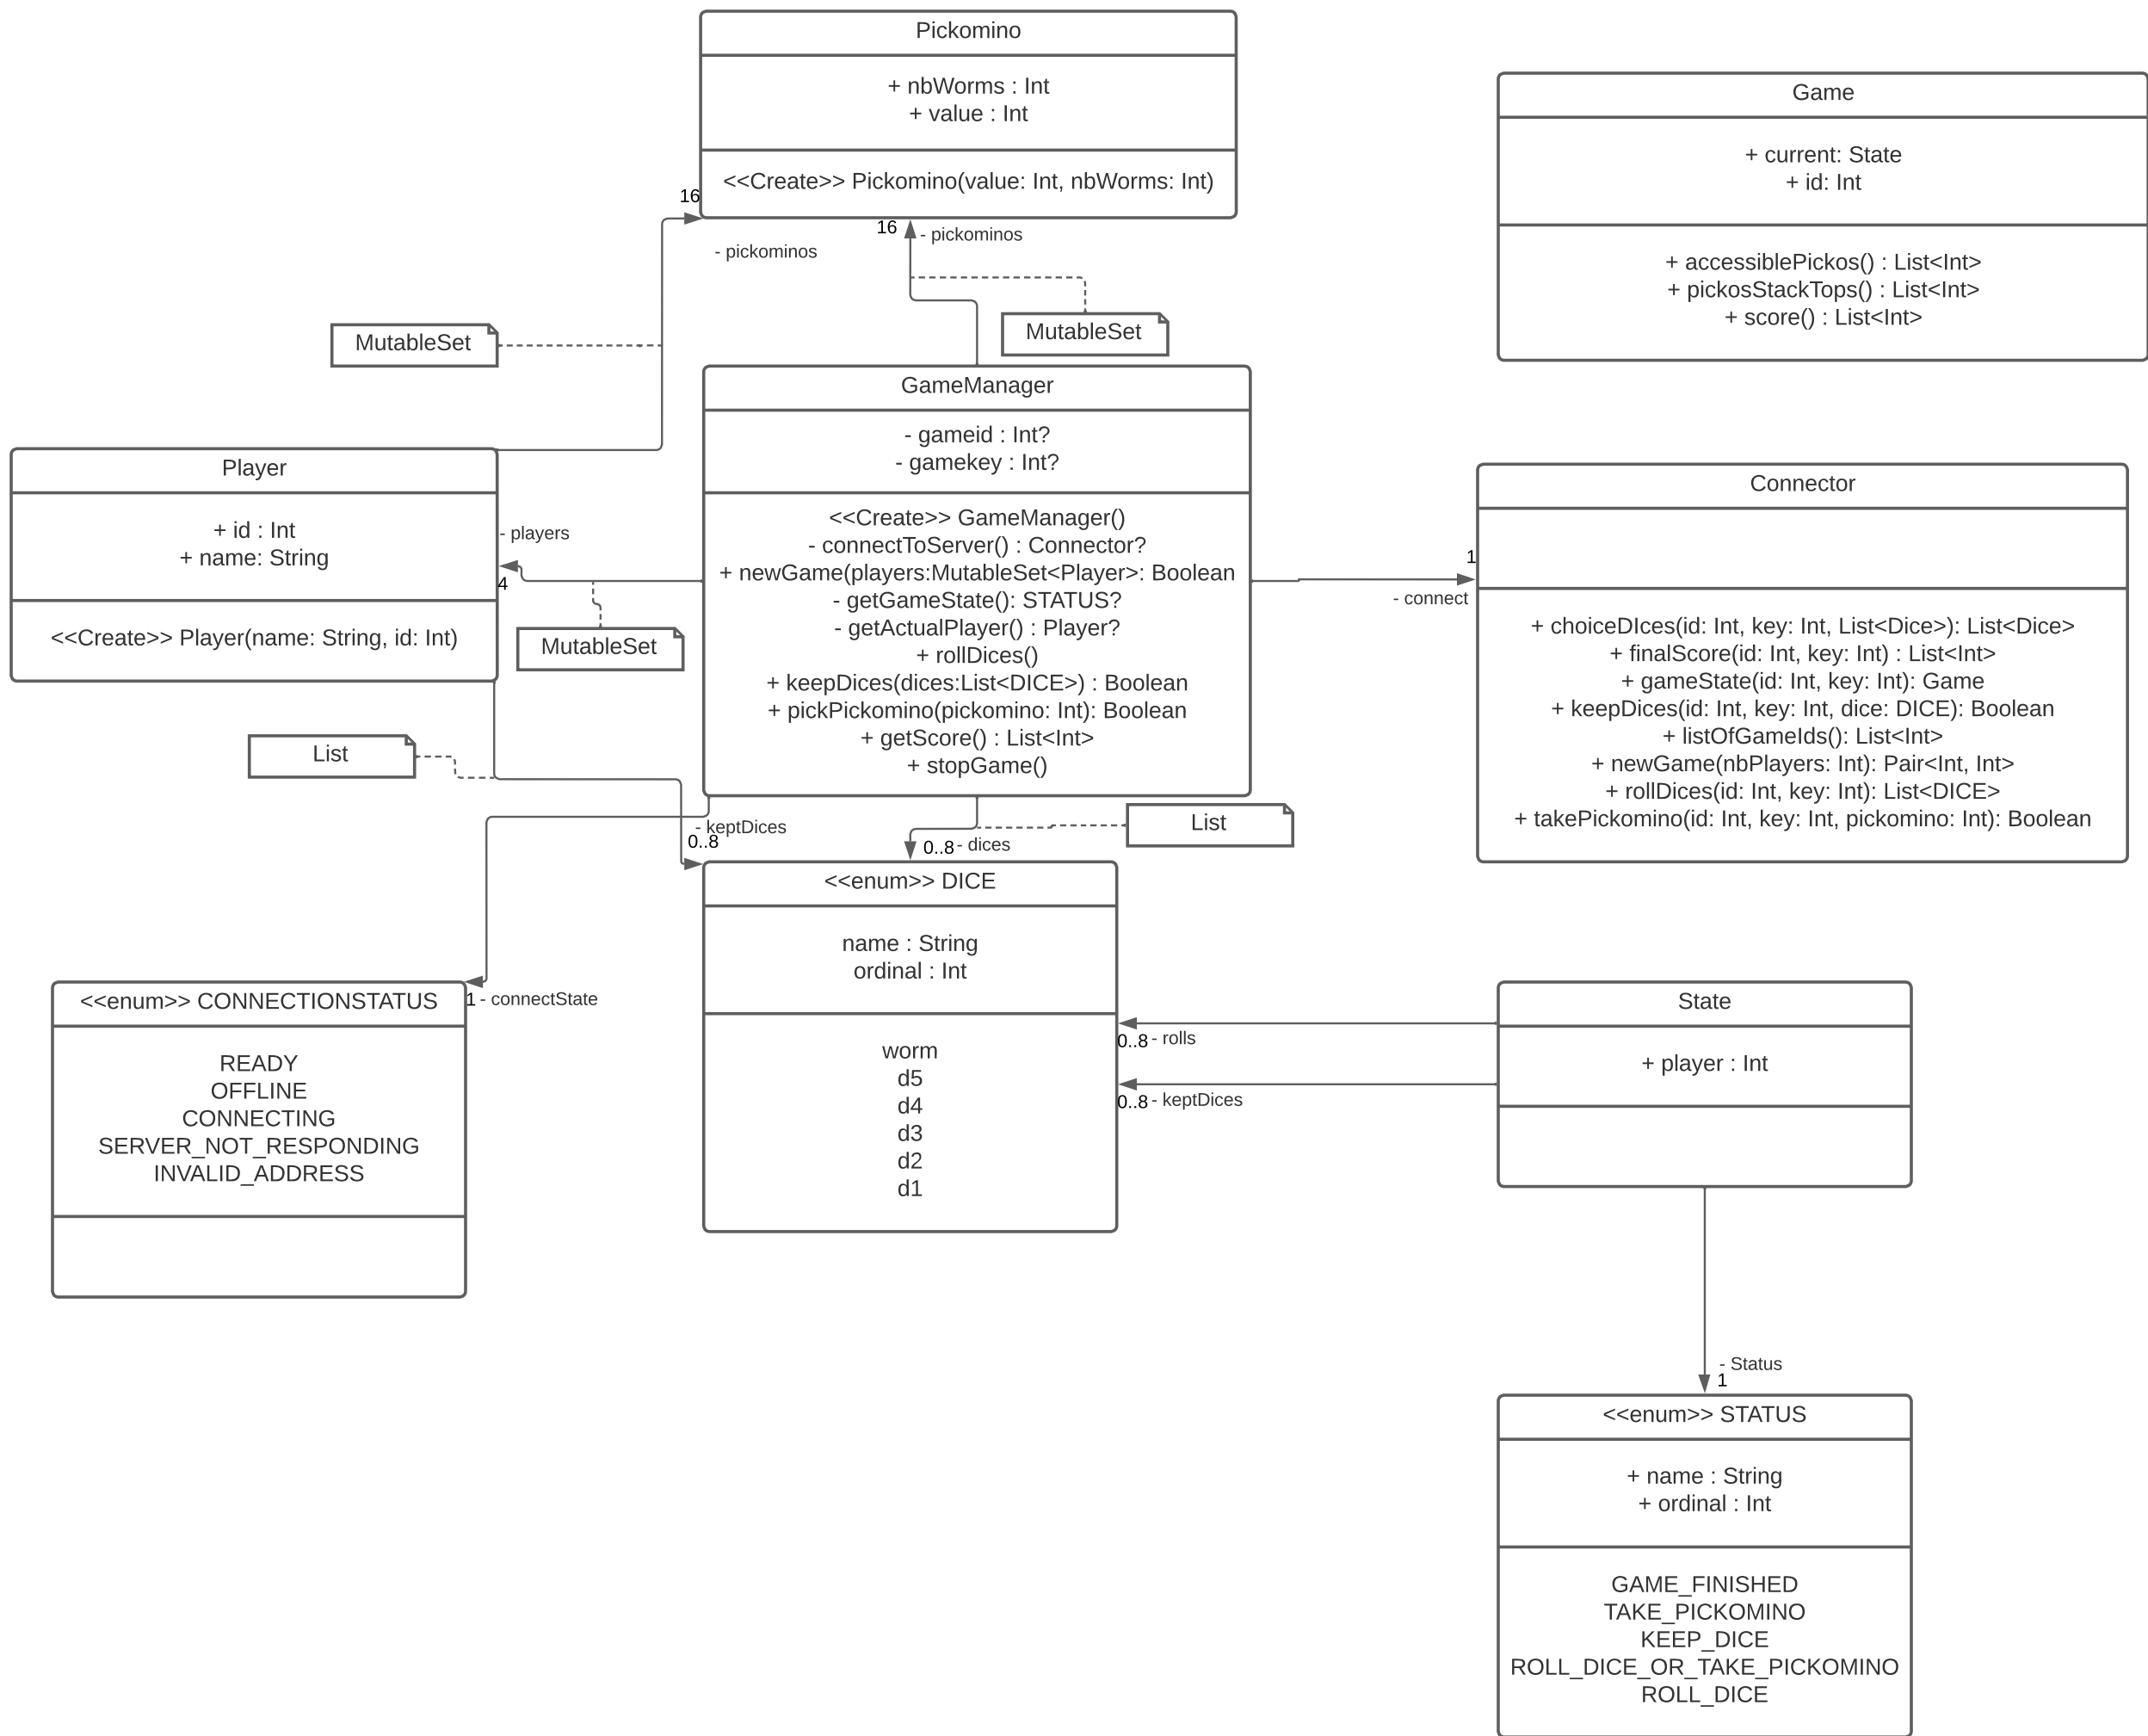 Pickomino
+ nbWorms : Int
+ value : Int
<<Create>> Pickomino(value: Int, nbWorms: Int)
Game
+ current: State
+ id: Int
+ accessiblePickos() : List<Int>
+ pickosStackTops() : List<Int>
+ score() : List<Int>
16
- pickominos
16
- pickominos
MutableSet
MutableSet
GameManager
- gameid : Int?
- gamekey : Int?
<<Create>> GameManager()
- connectToServer() : Connector?
+ newGame(players:MutableSet<Player>: Boolean
- getGameState(): STATUS?
- getActualPlayer() : Player?
+ rollDices()
+ keepDices(dices:List<DICE>) : Boolean
+ pickPickomino(pickomino: Int): Boolean
+ getScore() : List<Int>
+ stopGame()
Player
+ id : Int
+ name: String
<<Create>> Player(name: String, id: Int)
- players
4
MutableSet
1
- connect
Connector
+ choiceDIces(id: Int, key: Int, List<Dice>): List<Dice>
+ finalScore(id: Int, key: Int) : List<Int>
+ gameState(id: Int, key: Int): Game
+ keepDices(id: Int, key: Int, dice: DICE): Boolean
+ listOfGameIds(): List<Int>
+ newGame(nbPlayers: Int): Pair<Int, Int>
+ rollDices(id: Int, key: Int): List<DICE>
+ takePickomino(id: Int, key: Int, pickomino: Int): Boolean
List
- keptDices
0..8
0..8
- dices
List
<<enum>> DICE
name : String
ordinal : Int
worm
d5
d4
d3
d2
d1
<<enum>> CONNECTIONSTATUS
READY
OFFLINE
CONNECTING
SERVER_NOT_RESPONDING
INVALID_ADDRESS
1
- connectState
0..8
- rolls
0..8
- keptDices
State
+ player : Int
- Status
1
<<enum>> STATUS
+ name : String
+ ordinal : Int
GAME_FINISHED
TAKE_PICKOMINO
KEEP_DICE
ROLL_DICE_OR_TAKE_PICKOMINO
ROLL_DICE